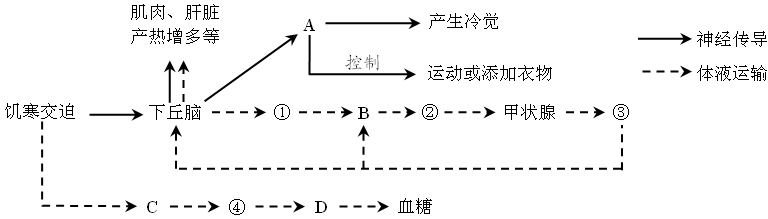 肌肉、肝脏
产热增多等
A
产生冷觉
控制
运动或添加衣物
神经传导
体液运输
饥寒交迫
下丘脑
①
B
②
甲状腺
③
C
④
D
血糖